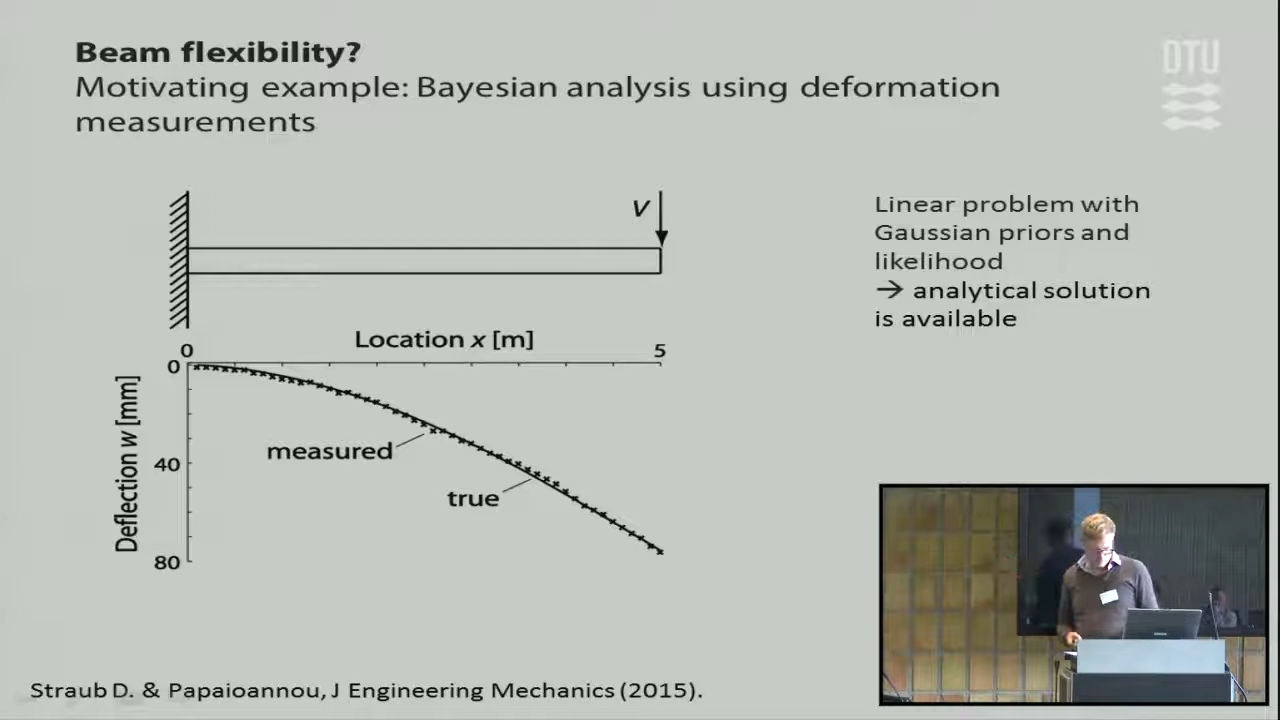 Beam flexibility?
Motivating example: Bayesian analysis using deformation
measurements
DTU
V
Linear problem with
Gaussian priors and
likelihood
→ analytical solution
is available
Location x [m]
0
5
0
40
80
Deflection w [mm]
measured
true
Straub D. & Papaioannou, J Engineering Mechanics (2015).